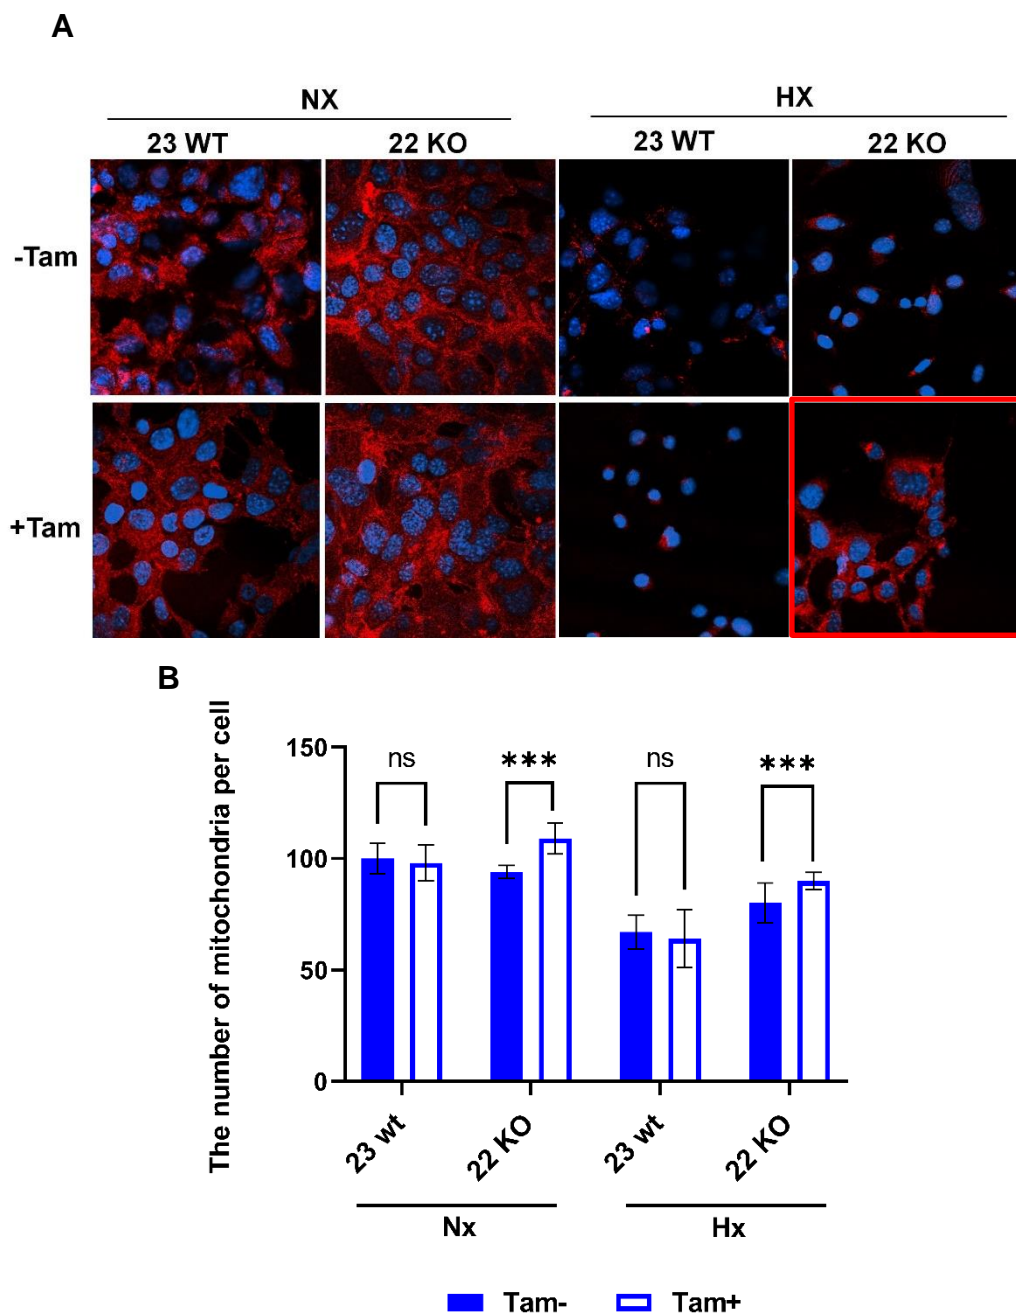 A
NX
HX
23 WT
22 KO
23 WT
22 KO
-Tam
+Tam
B
The number of mitochondria per cell
150
100
50
0
ns
***
ns
***
23 wt
22 KO
23 wt
22 KO
Nx
Hx
Tam-
Tam+